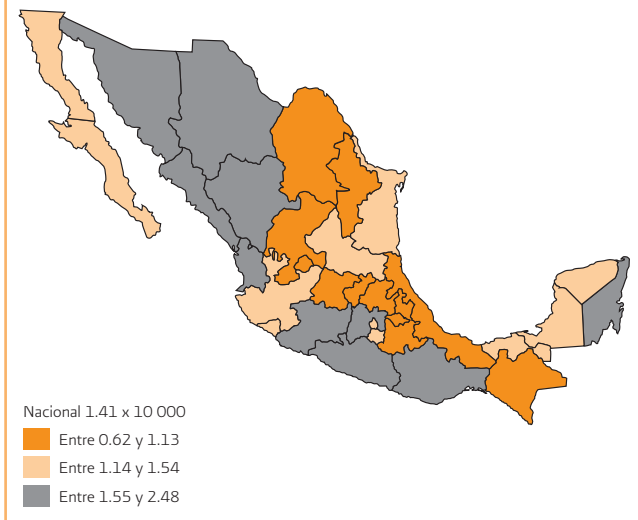 Nacional 1.41 x 10 000
Entre 0.62 y 1.13
Entre 1.14 y 1.54
Entre 1.55 y 2.48